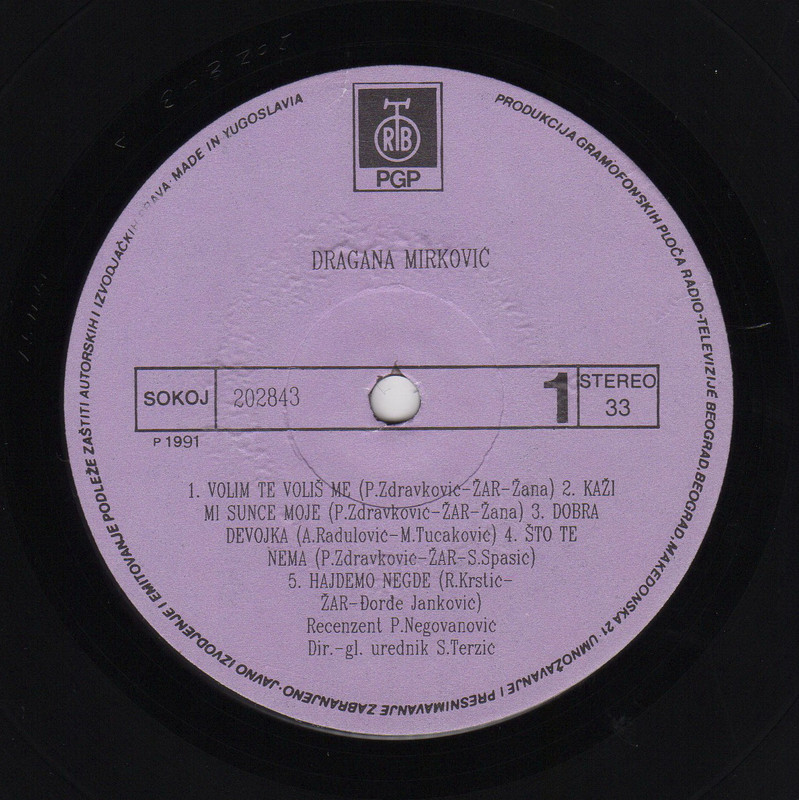 PRODUKCIJA GRAMOFONSKIH PLOČA RADIO-TELEVIZIJE BEOGRAD, BEOGRAD, MAKEDONSKA 21 · UMNOŽAVANJE I PRESNIMAVANJE ZABRANJENO · JAVNO IZVODJENJE I EMITOVANJE PODLEŽE ZAŠTITI AUTORSKIH I IZVODJAČKIH PRAVA · MADE IN YUGOSLAVIA
RTB
PGP
DRAGANA MIRKOVIĆ
SOKOJ 202843 1 STEREO
33
P 1991
1. VOLIM TE VOLIŠ ME (P.Zdravković-ŽAR-Žana) 2. KAŽI
MI SUNCE MOJE (P.Zdravković-ŽAR-Žana) 3. DOBRA
DEVOJKA (A.Radulović-M.Tucaković) 4. ŠTO TE
NEMA (P.Zdravković-ŽAR-S.Spasić)
5. HAJDEMO NEGDE (R.Krstić-
ŽAR-Đorđe Janković)
Recenzent P.Negovanović
Dir.-gl. urednik S.Terzić